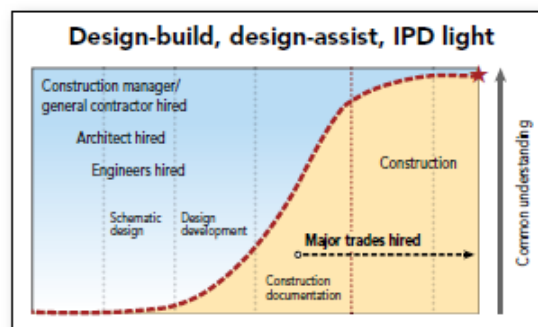 Design-build, design-assist, IPD light
Construction manager/
general contractor hired
Architect hired
Engineers hired
Schematic
design
Design
development
Construction
Major trades hired
Construction
documentation
Common understanding